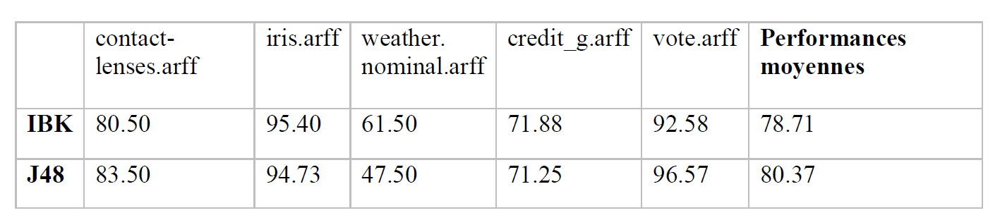 contact- iris.arff weather. credit_g.arff vote.arff Performances
lenses.arff nominal.arff moyennes
IBK 80.50 95.40 61.50 71.88 92.58 78.71
J48 83.50 94.73 47.50 71.25 96.57 80.37